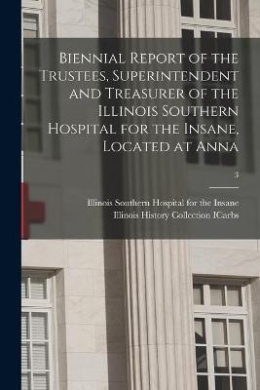 Biennial Report of the
Trustees, Superintendent
and Treasurer of the
Illinois Southern
Hospital for the Insane,
Located at Anna
3
Illinois Southern Hospital for the Insane
Illinois History Collection ICarbs